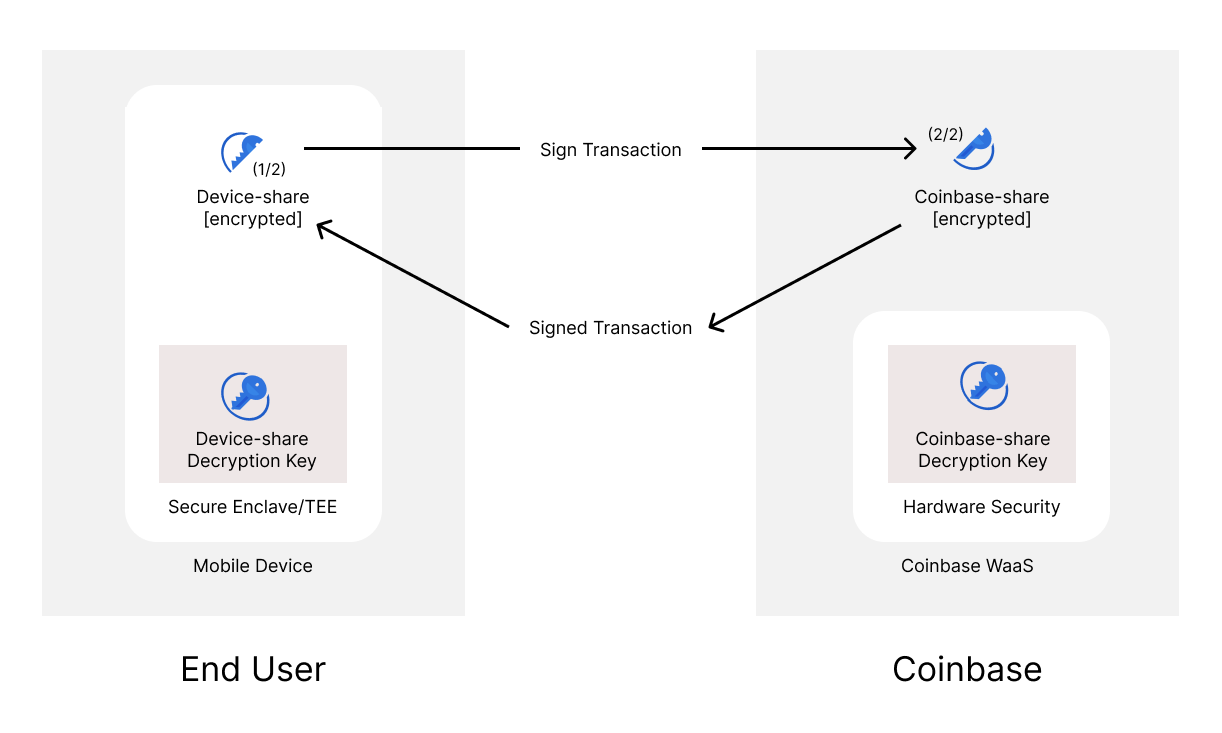 (1/2)
Device-share
[encrypted]
Sign Transaction
(2/2)
Coinbase-share
[encrypted]
Signed Transaction
Device-share
Decryption Key
Secure Enclave/TEE
Mobile Device
Coinbase-share
Decryption Key
Hardware Security
Coinbase WaaS
End User
Coinbase